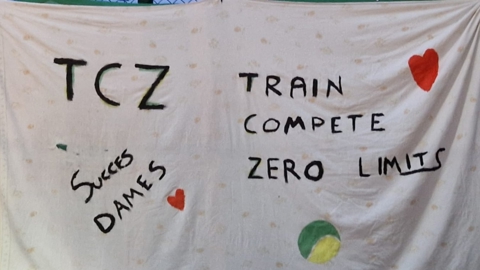 TCZ
TRAIN
COMPETE
ZERO LIMITS
SUCCES
DAMES